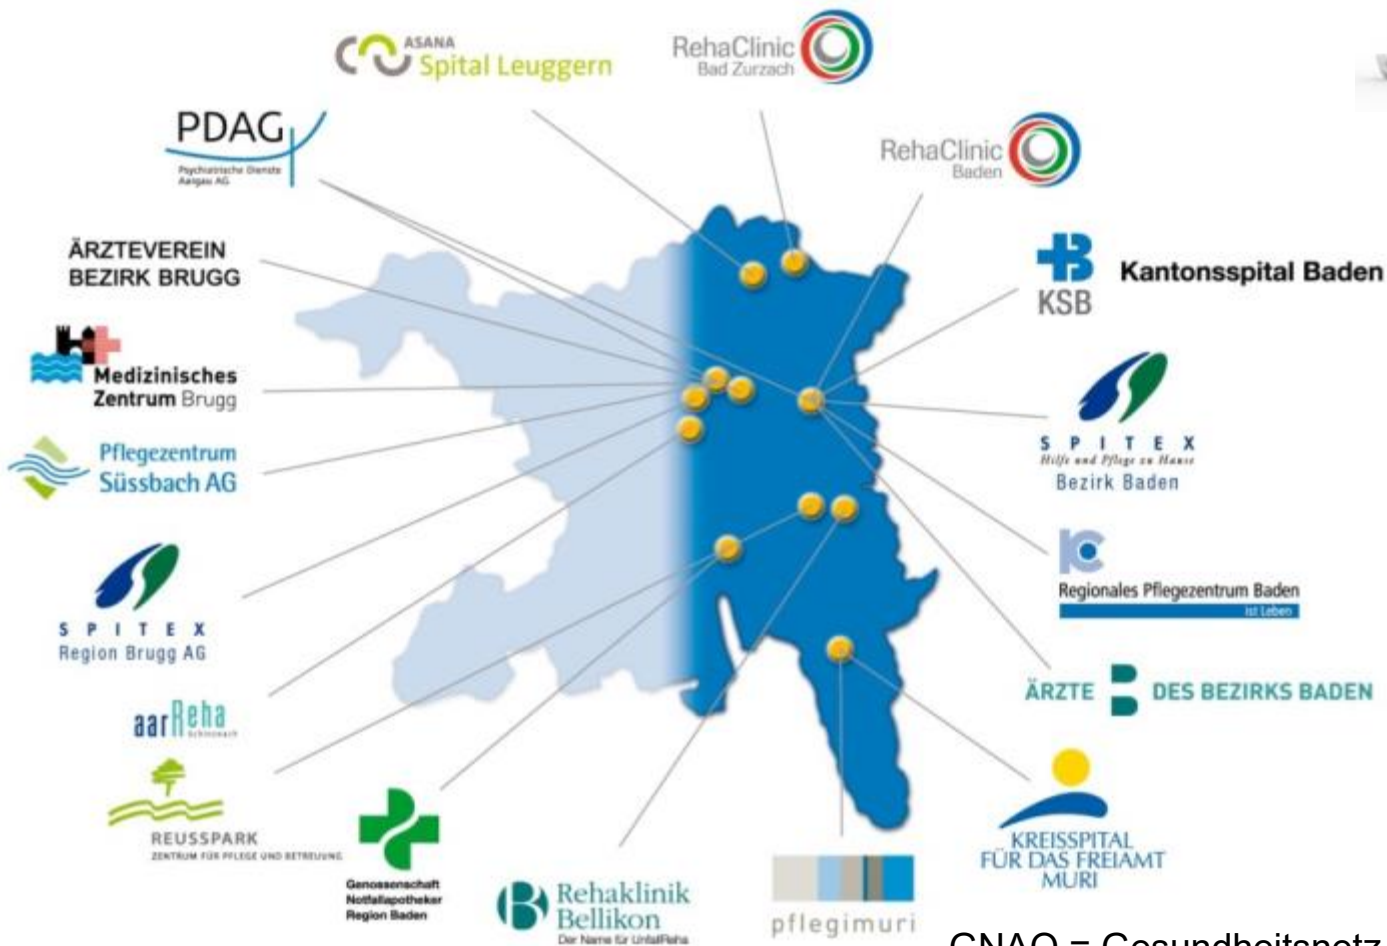 ASANA
Spital Leuggern
RehaClinic
Bad Zurzach
PDAG
Psychiatrische Dienste
Aargau AG
RehaClinic
Baden
ÄRZTEVEREIN
BEZIRK BRUGG
KSB
Kantonsspital Baden
Medizinisches
Zentrum Brugg
SPITEX
Hilfe und Pflege zu Hause
Bezirk Baden
Pflegezentrum
Süssbach AG
Regionales Pflegezentrum Baden
ist Leben
SPITEX
Region Brugg AG
ÄRZTE DES BEZIRKS BADEN
aarReha
Schinznach
REUSSPARK
ZENTRUM FÜR PFLEGE UND BETREUUNG
KREISSPITAL
FÜR DAS FREIAMT
MURI
Genossenschaft
Notfallapotheker
Region Baden
Rehaklinik
Bellikon
Der Name für UnfallReha
pflegimuri